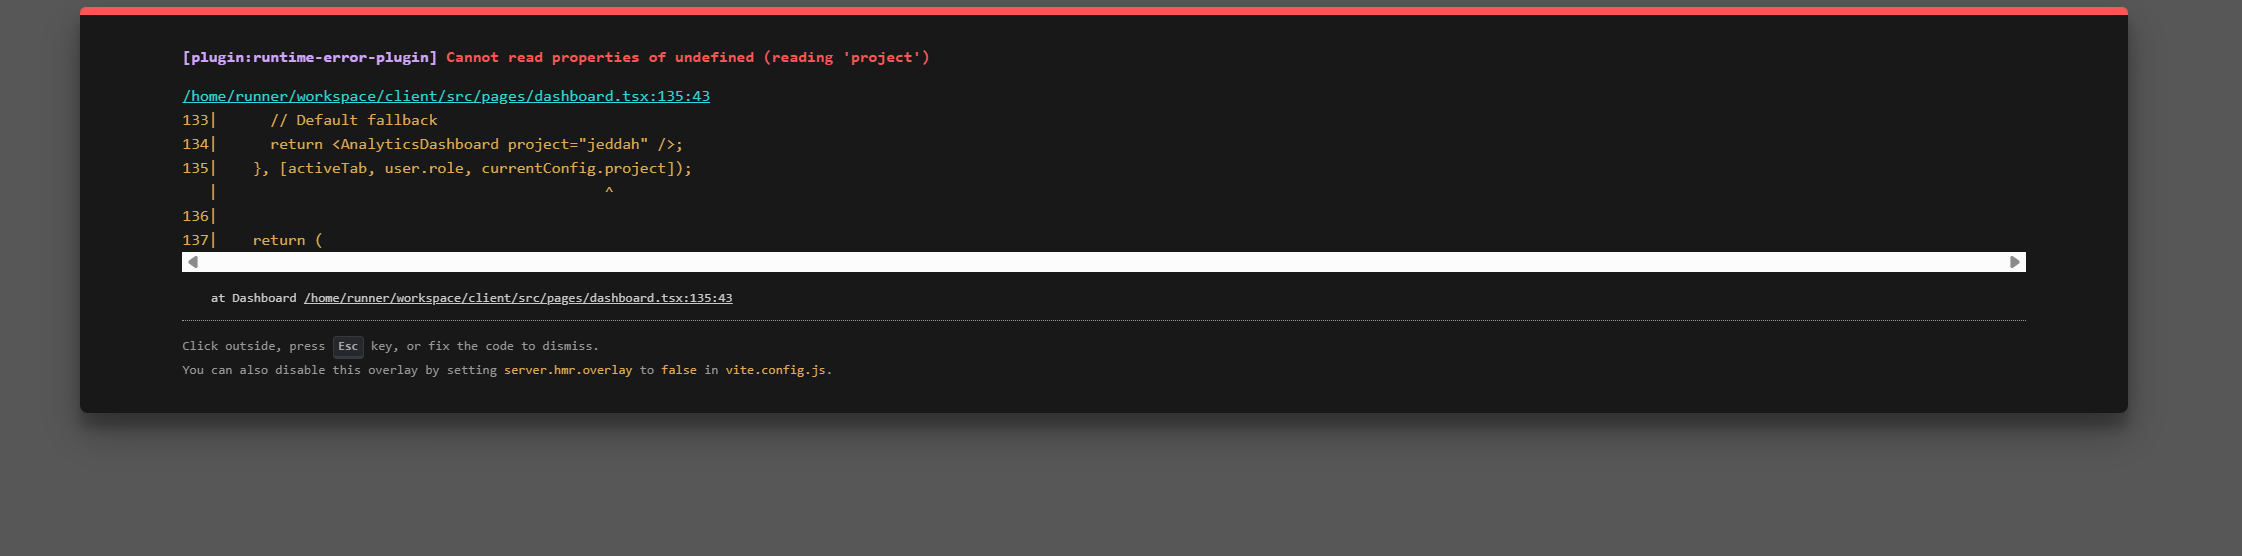 [plugin:runtime-error-plugin] Cannot read properties of undefined (reading 'project')
/home/runner/workspace/client/src/pages/dashboard.tsx:135:43
133|      // Default fallback
134|      return <AnalyticsDashboard project="jeddah" />;
135|    }, [activeTab, user.role, currentConfig.project]);
   |                                            ^
136|
137|    return (
at Dashboard /home/runner/workspace/client/src/pages/dashboard.tsx:135:43
Click outside, press Esc key, or fix the code to dismiss.
You can also disable this overlay by setting server.hmr.overlay to false in vite.config.js.